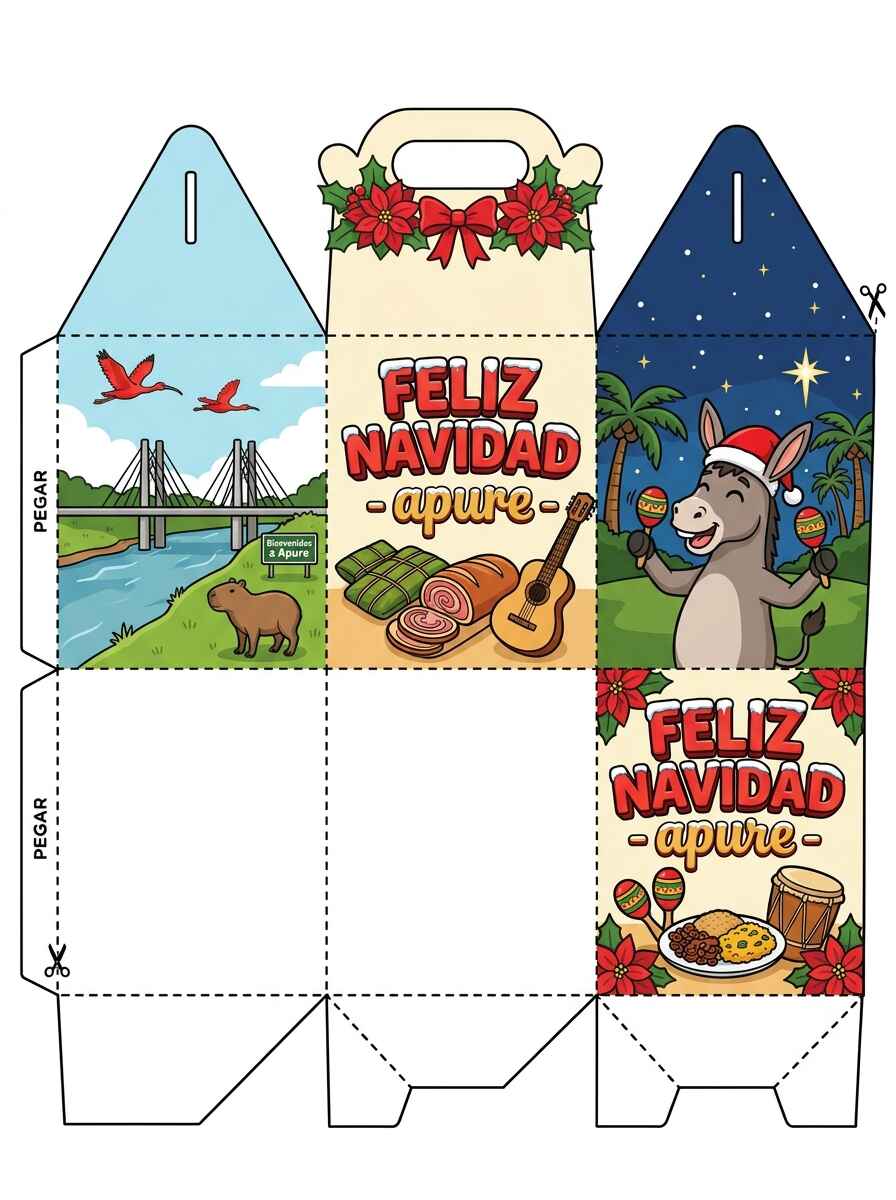 PEGAR
Bienvenidos
a Apure
FELIZ
NAVIDAD
- apure -
PEGAR
FELIZ
NAVIDAD
- apure -